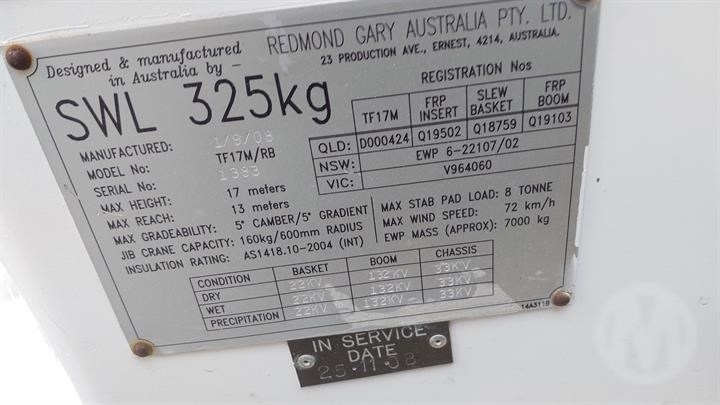 Designed & manufactured
in Australia by -
REDMOND GARY AUSTRALIA PTY. LTD.
23 PRODUCTION AVE., ERNEST, 4214, AUSTRALIA.
SWL 325kg
REGISTRATION Nos
TF17M FRP INSERT SLEW BASKET FRP BOOM
QLD: D000424 Q19502 Q18759 Q19103
NSW: EWP 6-22107/02
VIC: V964060
MANUFACTURED: 1/9/08
MODEL No: TF17M/RB
SERIAL No: 1383
MAX HEIGHT: 17 meters
MAX REACH: 13 meters
MAX GRADEABILITY: 5° CAMBER/5° GRADIENT
JIB CRANE CAPACITY: 160kg/600mm RADIUS
INSULATION RATING: AS1418.10-2004 (INT)
MAX STAB PAD LOAD: 8 TONNE
MAX WIND SPEED: 72 km/h
EWP MASS (APPROX): 7000 kg
CONDITION BASKET BOOM CHASSIS
DRY 22KV 132KV 33KV
WET 22KV 132KV 33KV
PRECIPITATION 22KV 132KV 33KV
14A3118
IN SERVICE
DATE
25·11·08
M